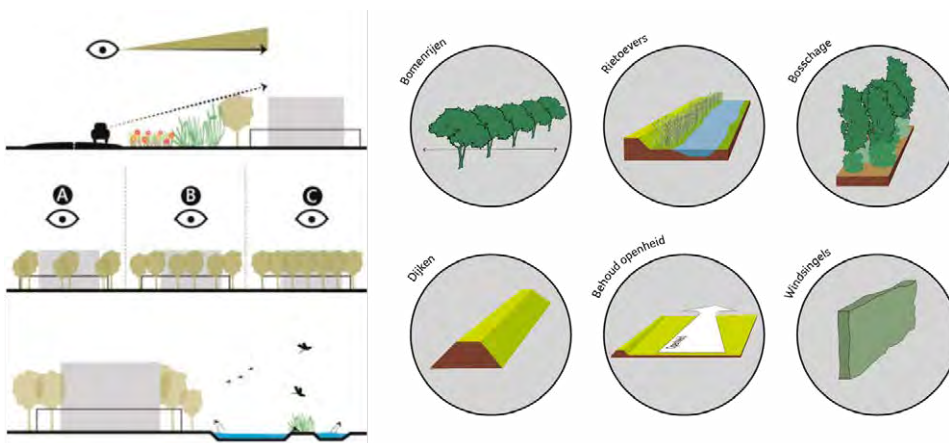 A
B
C
Bomenrijen
Rietoevers
Bosschage
Dijken
Behoud openheid
Windsingels